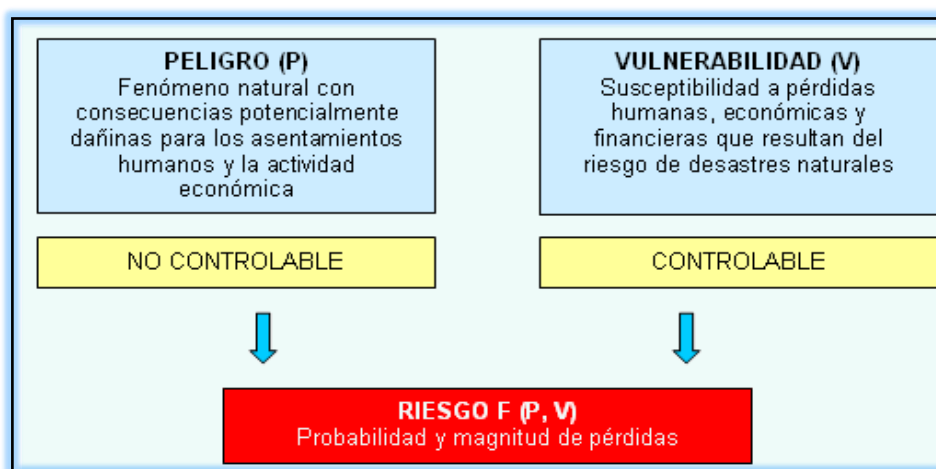 PELIGRO (P)
Fenómeno natural con
consecuencias potencialmente
dañinas para los asentamientos
humanos y la actividad
económica
VULNERABILIDAD (V)
Susceptibilidad a pérdidas
humanas, económicas y
financieras que resultan del
riesgo de desastres naturales
NO CONTROLABLE
CONTROLABLE
RIESGO F (P, V)
Probabilidad y magnitud de pérdidas